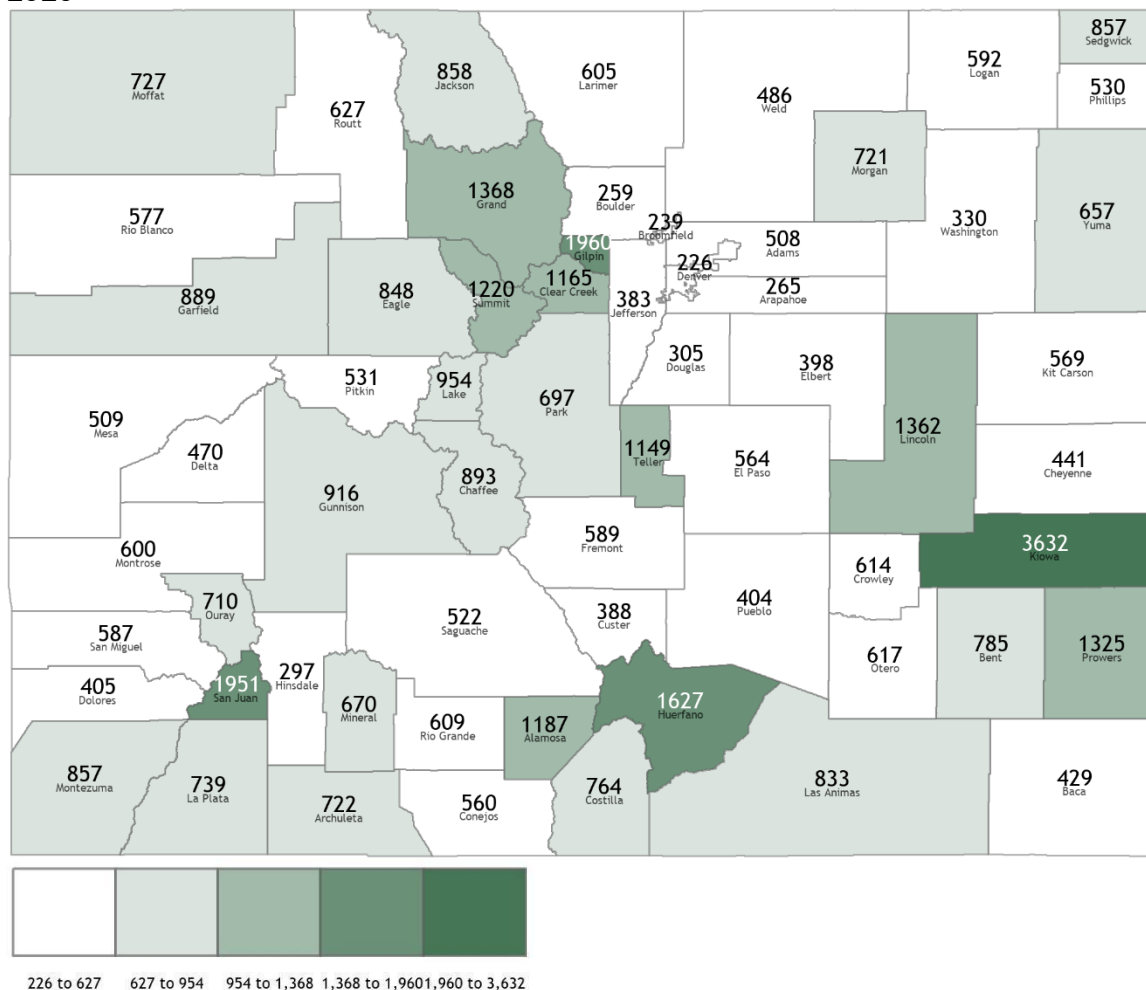 857
Sedgwick
592
Logan
858
Jackson
605
Larimer
727
Moffat
530
Phillips
486
Weld
627
Routt
721
Morgan
1368
Grand
259
Boulder
577
Rio Blanco
330
Washington
657
Yuma
239
Broomfield
1960
Gilpin
508
Adams
226
Denver
1165
Clear Creek
265
Arapahoe
889
Garfield
848
Eagle
1220
Summit
383
Jefferson
305
Douglas
398
Elbert
569
Kit Carson
531
Pitkin
954
Lake
697
Park
509
Mesa
1362
Lincoln
470
Delta
1149
Teller
564
El Paso
441
Cheyenne
893
Chaffee
916
Gunnison
600
Montrose
589
Fremont
3632
Kiowa
614
Crowley
710
Ouray
404
Pueblo
522
Saguache
388
Custer
587
San Miguel
297
Hinsdale
617
Otero
785
Bent
1325
Prowers
405
Dolores
1951
San Juan
670
Mineral
1627
Huerfano
609
Rio Grande
1187
Alamosa
857
Montezuma
739
La Plata
722
Archuleta
560
Conejos
764
Costilla
833
Las Animas
429
Baca
226 to 627 627 to 954 954 to 1,368 1,368 to 1,960 1,960 to 3,632